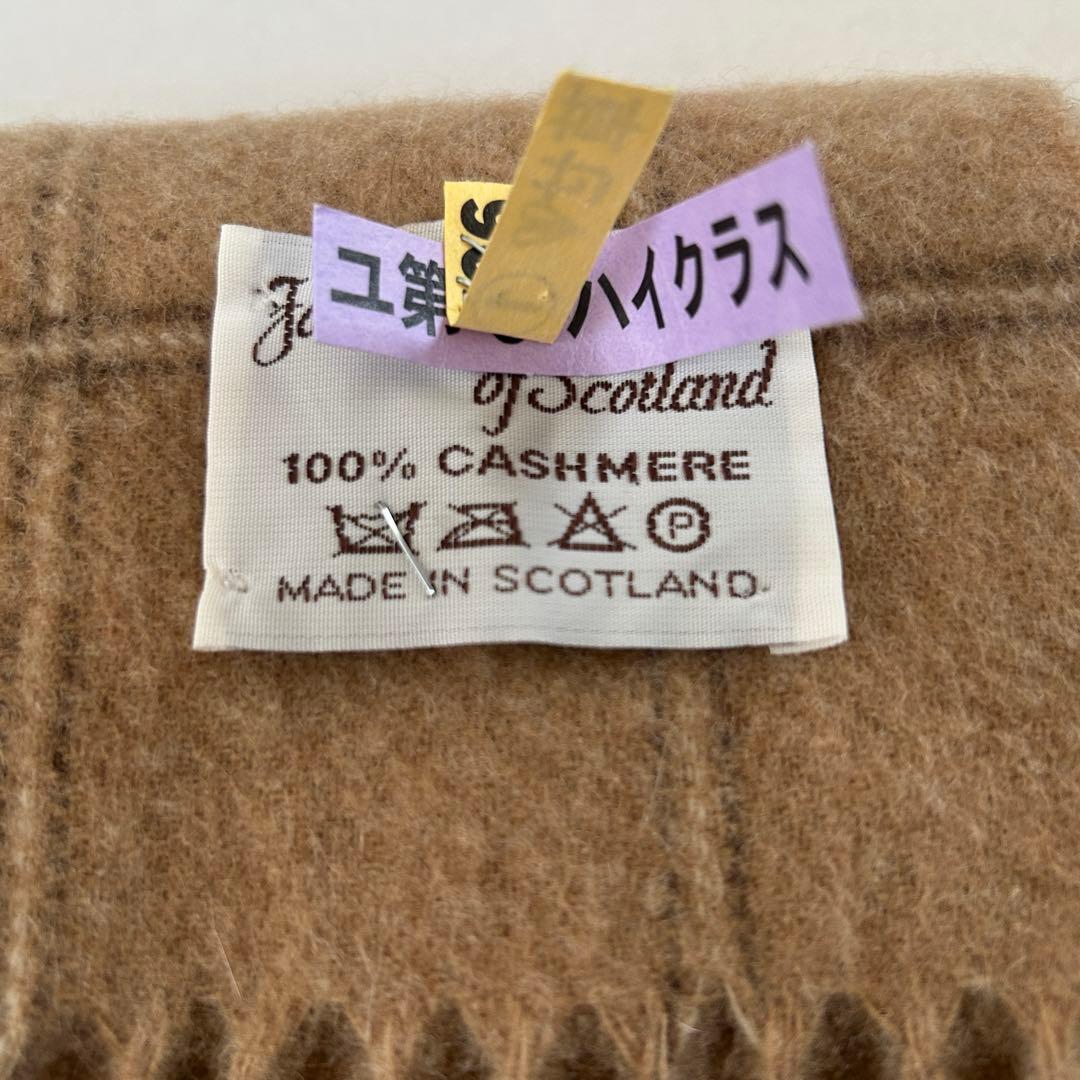 ユ第 ハイクラス
of Scotland
100% CASHMERE
P
MADE IN SCOTLAND